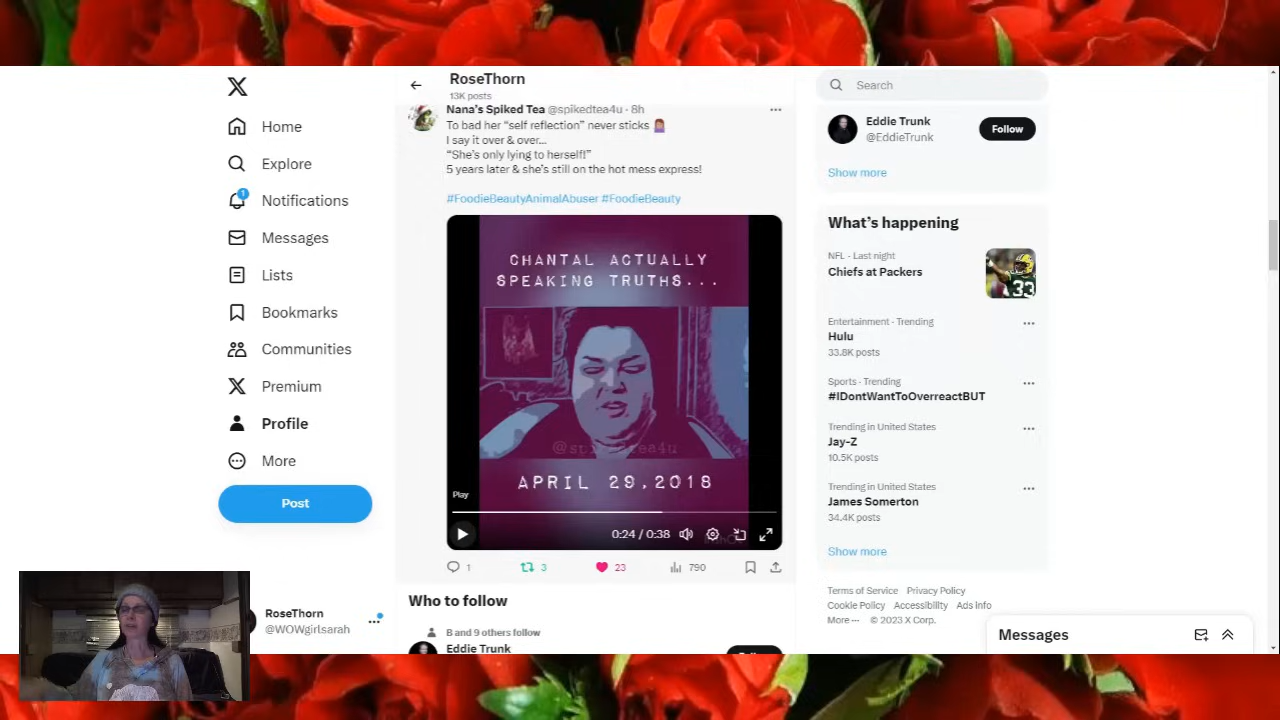 Home
Explore
1
Notifications
Messages
Lists
Bookmarks
Communities
Premium
Profile
More
Post
RoseThorn
@WOWgirlsarah
RoseThorn
13K posts
Nana's Spiked Tea @spikedtea4u · 8h
To bad her "self reflection" never sticks
I say it over & over...
"She's only lying to herself!"
5 years later & she's still on the hot mess express!
#FoodieBeautyAnimalAbuser #FoodieBeauty
CHANTAL ACTUALLY
SPEAKING TRUTHS...
@spikedtea4u
APRIL 29,2018
Play
0:24 / 0:38
1
3
23
790
Who to follow
8 and 9 others follow
Eddie Trunk
Search
Eddie Trunk
@EddieTrunk
Follow
Show more
What's happening
NFL · Last night
Chiefs at Packers
33
Entertainment · Trending
Hulu
33.8K posts
Sports · Trending
#IDontWantToOverreactBUT
Trending in United States
Jay-Z
10.5K posts
Trending in United States
James Somerton
34.4K posts
Show more
Terms of Service Privacy Policy
Cookie Policy Accessibility Ads info
More ··· © 2023 X Corp.
Messages